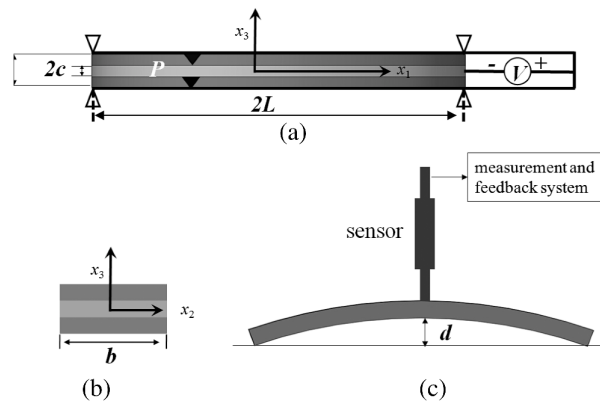 x3
2c
P
x1
- V +
2L
(a)
measurement and
feedback system
sensor
x3
x2
b
d
(b)
(c)